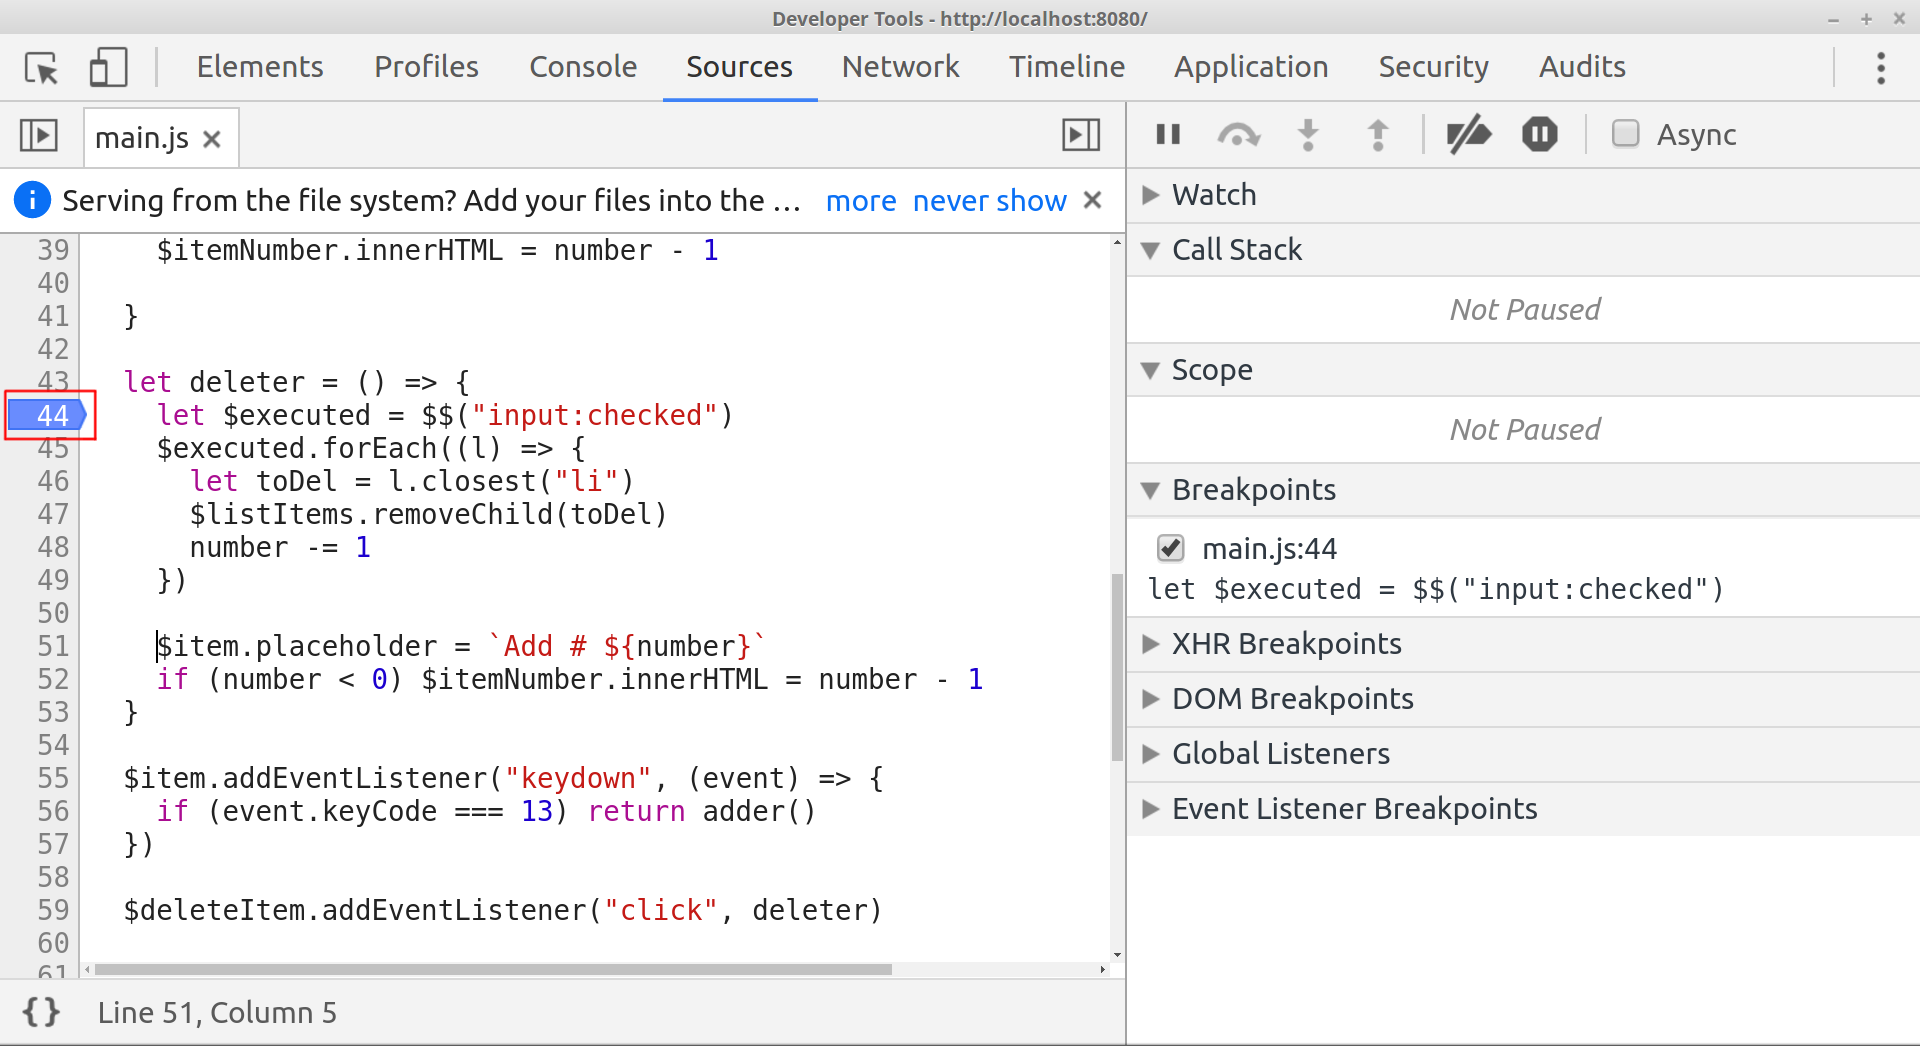 Developer Tools - http://localhost:8080/
Elements Profiles Console Sources Network Timeline Application Security Audits
main.js
Async
Serving from the file system? Add your files into the ... more never show
39 $itemNumber.innerHTML = number - 1
40
41 }
42
43 let deleter = () => {
44 let $executed = $$("input:checked")
45 $executed.forEach((l) => {
46 let toDel = l.closest("li")
47 $listItems.removeChild(toDel)
48 number -= 1
49 })
50
51 $item.placeholder = `Add # ${number}`
52 if (number < 0) $itemNumber.innerHTML = number - 1
53 }
54
55 $item.addEventListener("keydown", (event) => {
56 if (event.keyCode === 13) return adder()
57 })
58
59 $deleteItem.addEventListener("click", deleter)
60
61
{} Line 51, Column 5
Watch
Call Stack
Not Paused
Scope
Not Paused
Breakpoints
main.js:44
let $executed = $$("input:checked")
XHR Breakpoints
DOM Breakpoints
Global Listeners
Event Listener Breakpoints